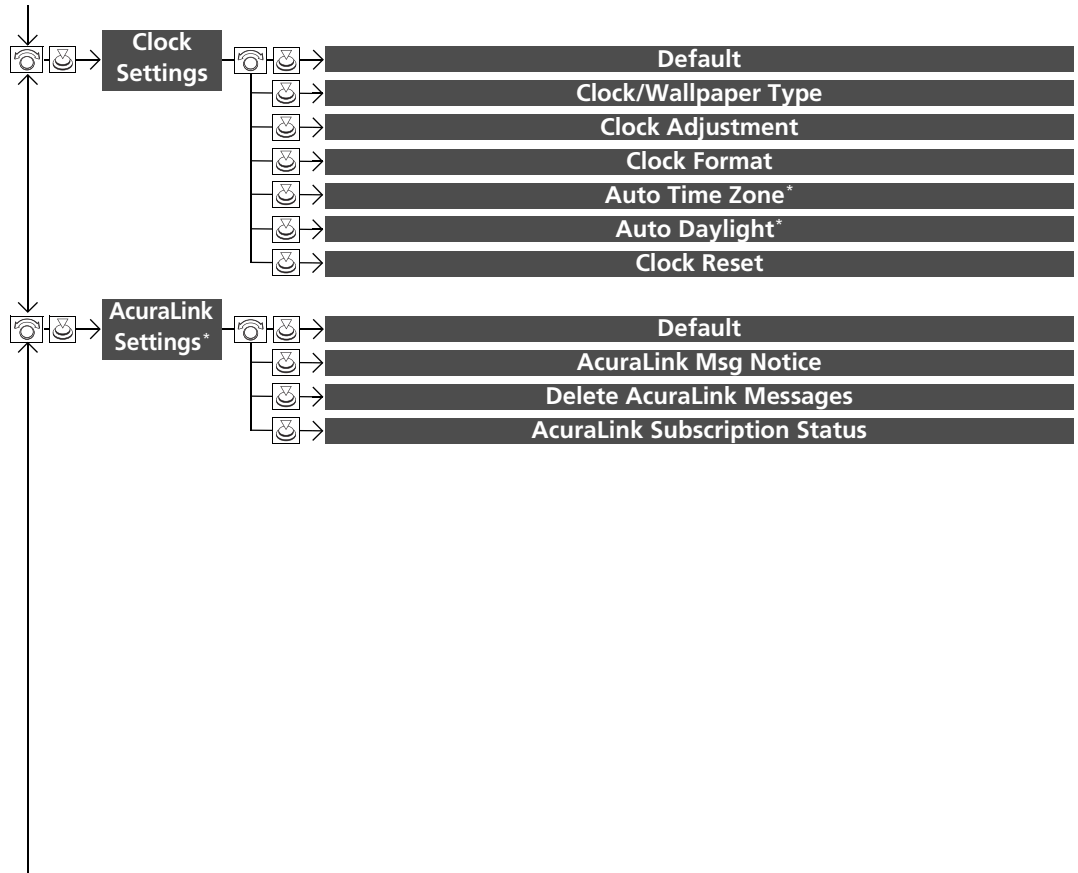 Clock
Settings
Default
Clock/Wallpaper Type
Clock Adjustment
Clock Format
Auto Time Zone*
Auto Daylight*
Clock Reset
AcuraLink
Settings*
Default
AcuraLink Msg Notice
Delete AcuraLink Messages
AcuraLink Subscription Status